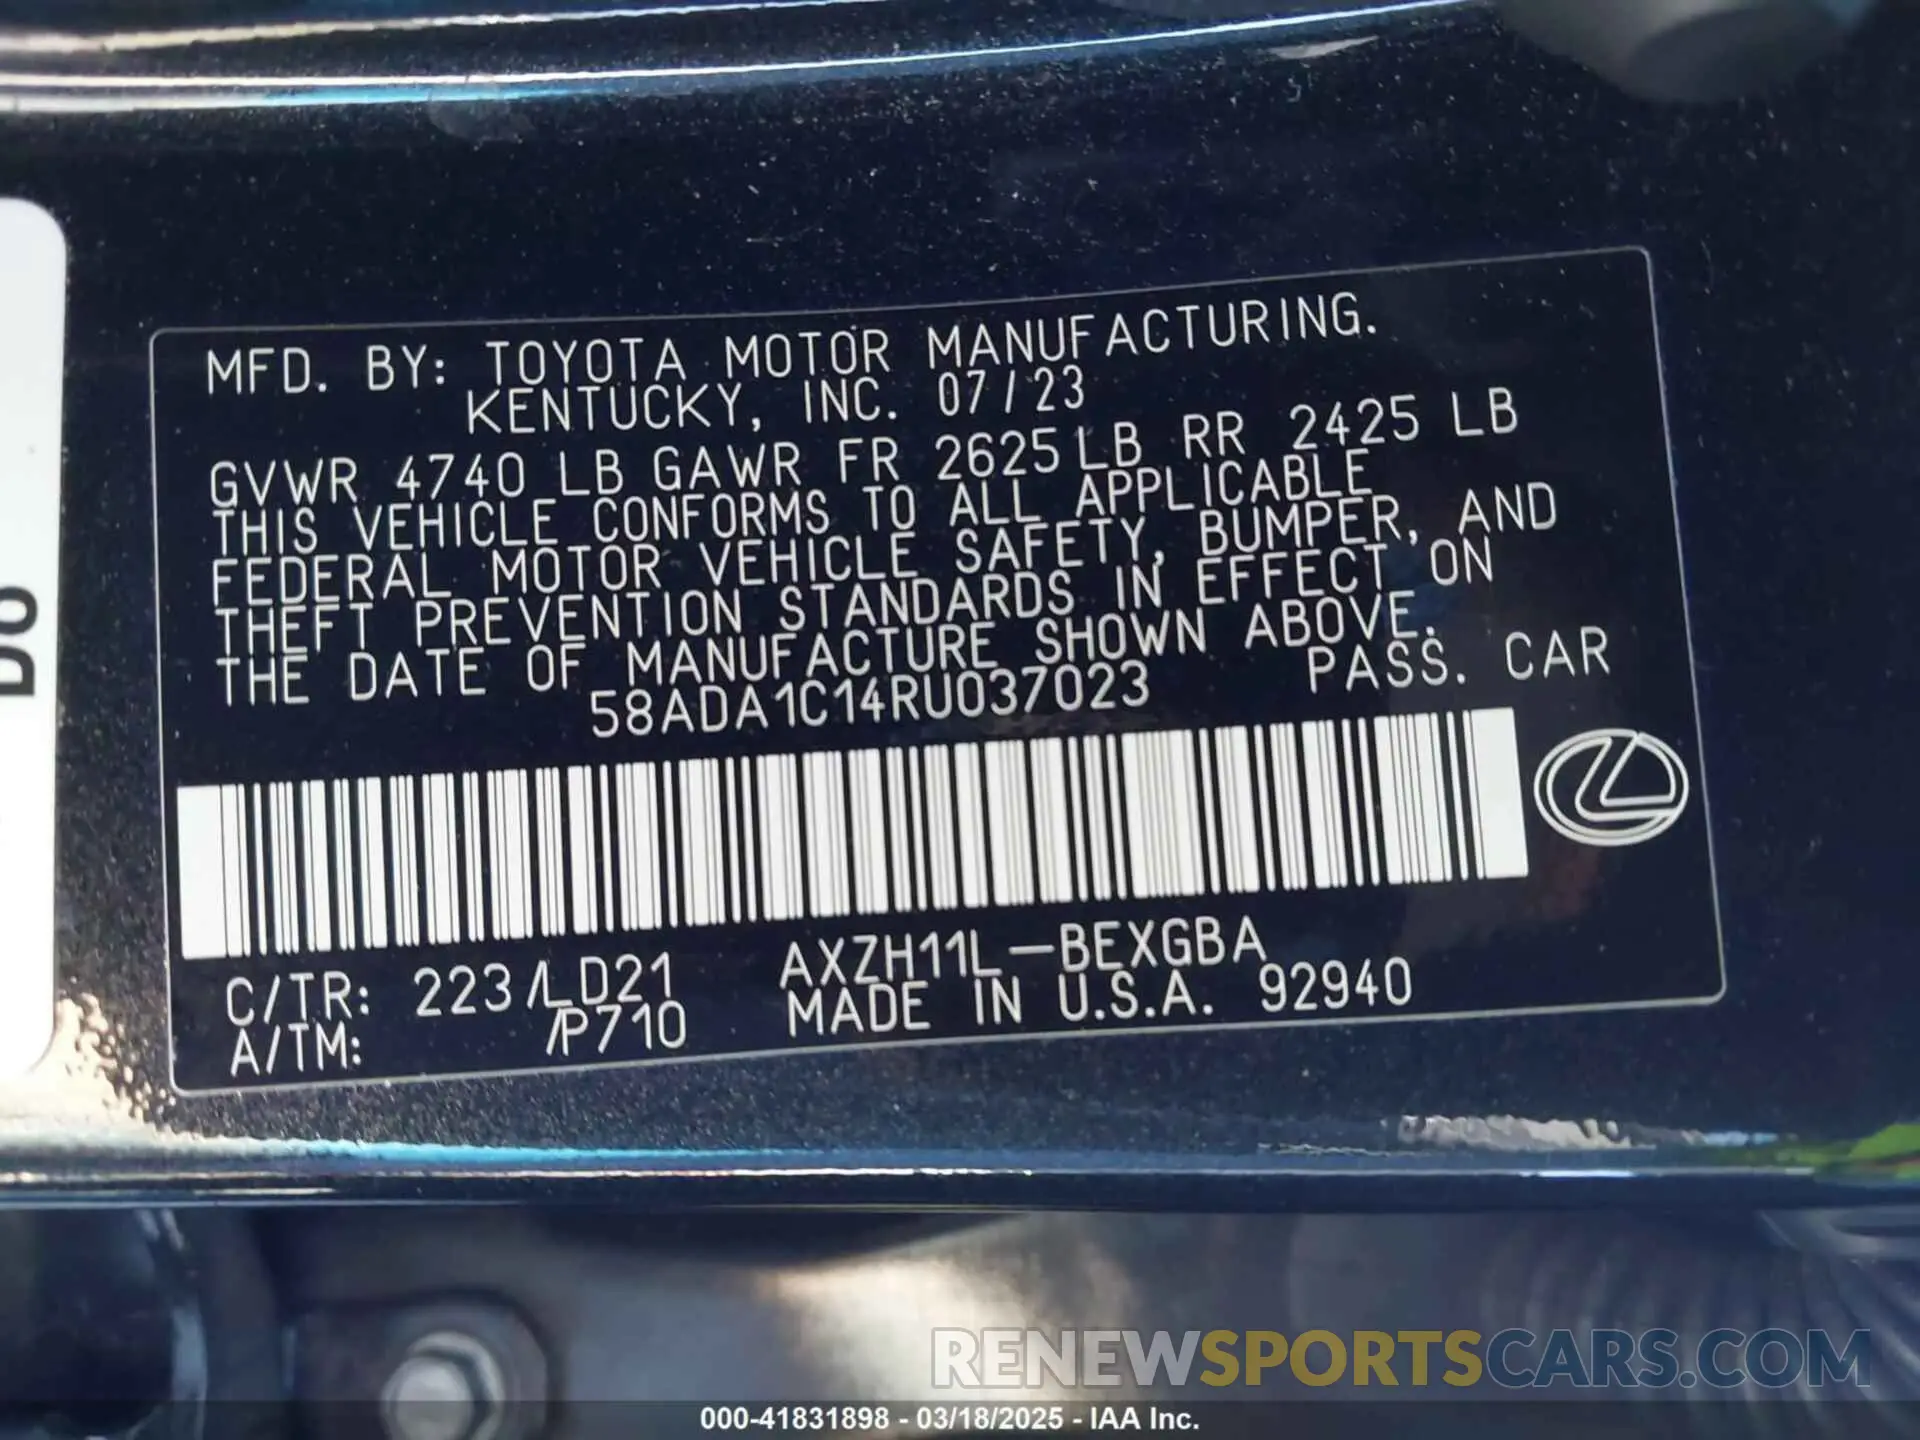 MFD. BY: TOYOTA MOTOR MANUFACTURING.
KENTUCKY, INC. 07/23
GVWR 4740 LB GAWR FR 2625 LB RR 2425 LB
THIS VEHICLE CONFORMS TO ALL APPLICABLE
FEDERAL MOTOR VEHICLE SAFETY, BUMPER, AND
THEFT PREVENTION STANDARDS IN EFFECT ON
THE DATE OF MANUFACTURE SHOWN ABOVE.
58ADA1C14RU037023 PASS. CAR
C/TR: 223/LD21 AXZH11L-BEXGBA
A/TM: /P710 MADE IN U.S.A. 92940
RENEWSPORTSCARS.COM
000-41831898 - 03/18/2025 - IAA Inc.